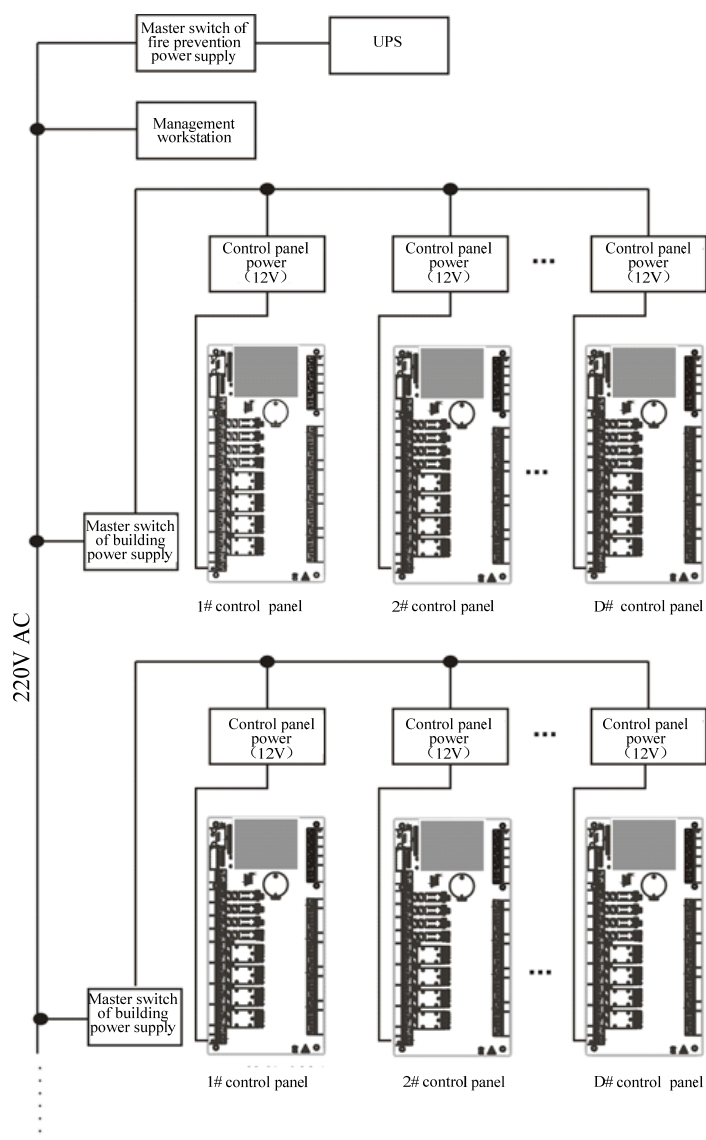 Master switch of
fire prevention
power supply
UPS
Management
workstation
Control panel
power
（12V）
Control panel
power
（12V）
...
Control panel
power
（12V）
...
Master switch
of building
power supply
1# control panel
2# control panel
D# control panel
220V AC
Control panel
power
（12V）
Control panel
power
（12V）
...
Control panel
power
（12V）
...
Master switch
of building
power supply
1# control panel
2# control panel
D# control panel